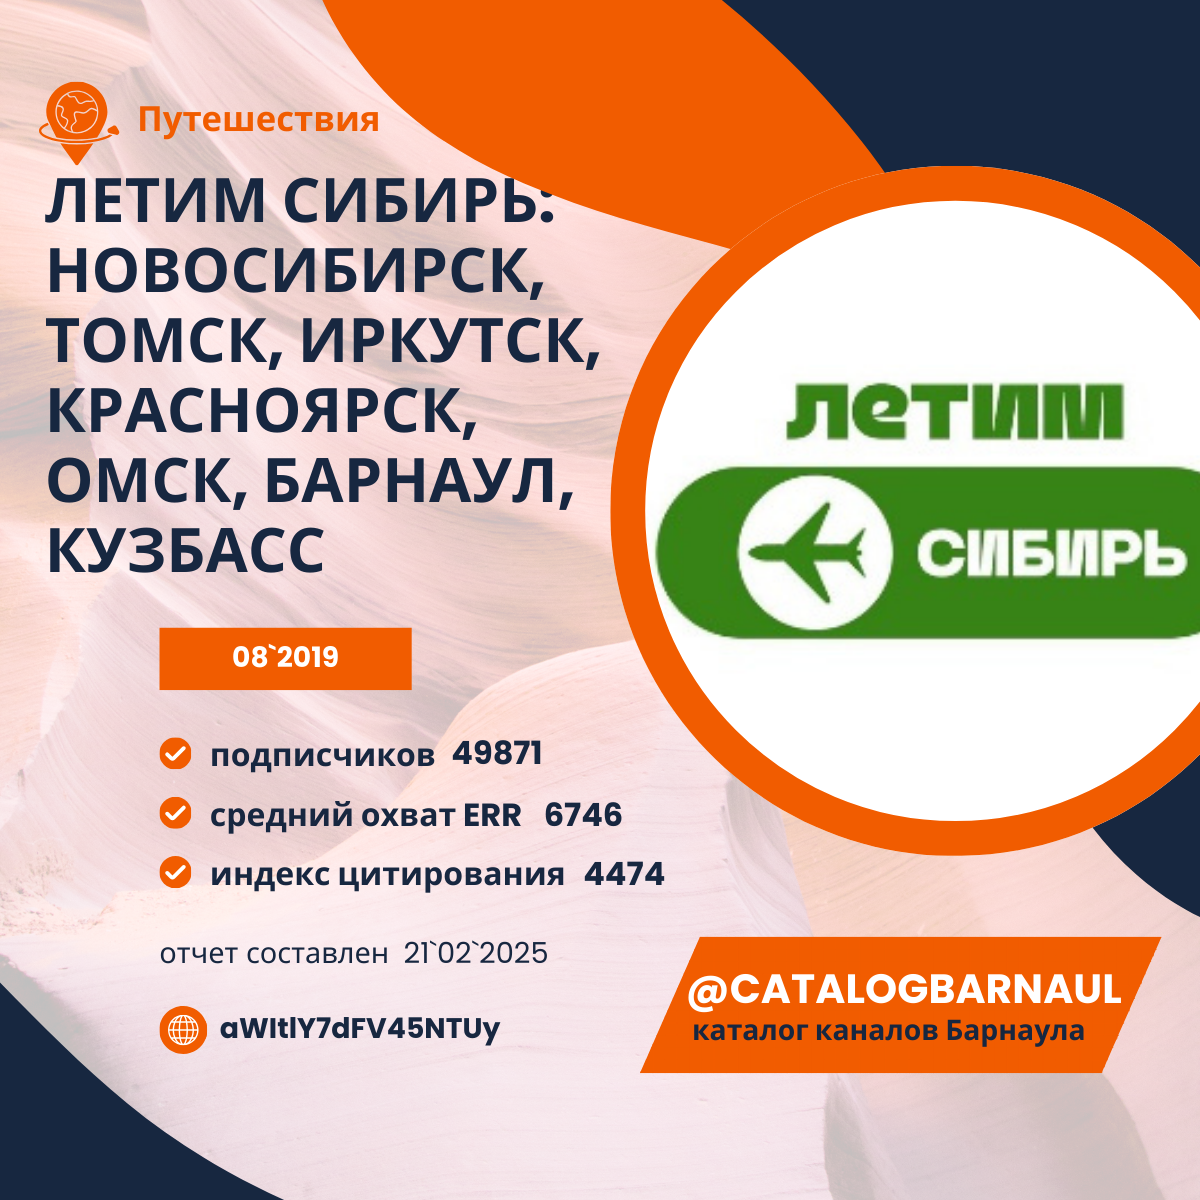 Путешествия
ЛЕТИМ СИБИРЬ:
НОВОСИБИРСК,
ТОМСК, ИРКУТСК,
КРАСНОЯРСК,
ОМСК, БАРНАУЛ,
КУЗБАСС
летим
СИБИРЬ
08`2019
подписчиков 49871
средний охват ERR 6746
индекс цитирования 4474
отчет составлен 21`02`2025
aWItlY7dFV45NTUy
@CATALOGBARNAUL
каталог каналов Барнаула